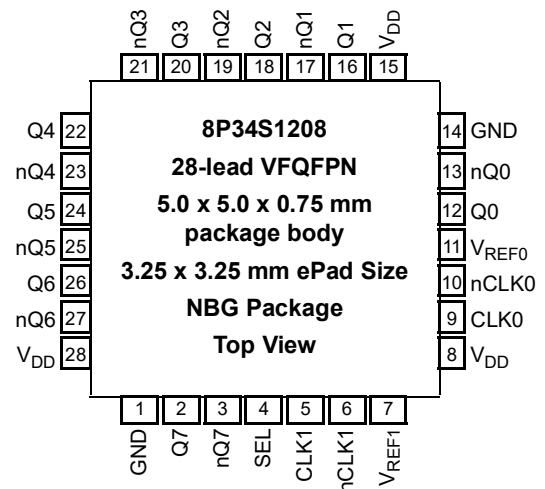 nQ3 Q3 nQ2 Q2 nQ1 Q1 VDD
21 20 19 18 17 16 15
Q4 22
nQ4 23
Q5 24
nQ5 25
Q6 26
nQ6 27
VDD 28
8P34S1208
28-lead VFQFPN
5.0 x 5.0 x 0.75 mm
package body
3.25 x 3.25 mm ePad Size
NBG Package
Top View
14 GND
13 nQ0
12 Q0
11 VREF0
10 nCLK0
9 CLK0
8 VDD
1 2 3 4 5 6 7
GND Q7 nQ7 SEL CLK1 nCLK1 VREF1